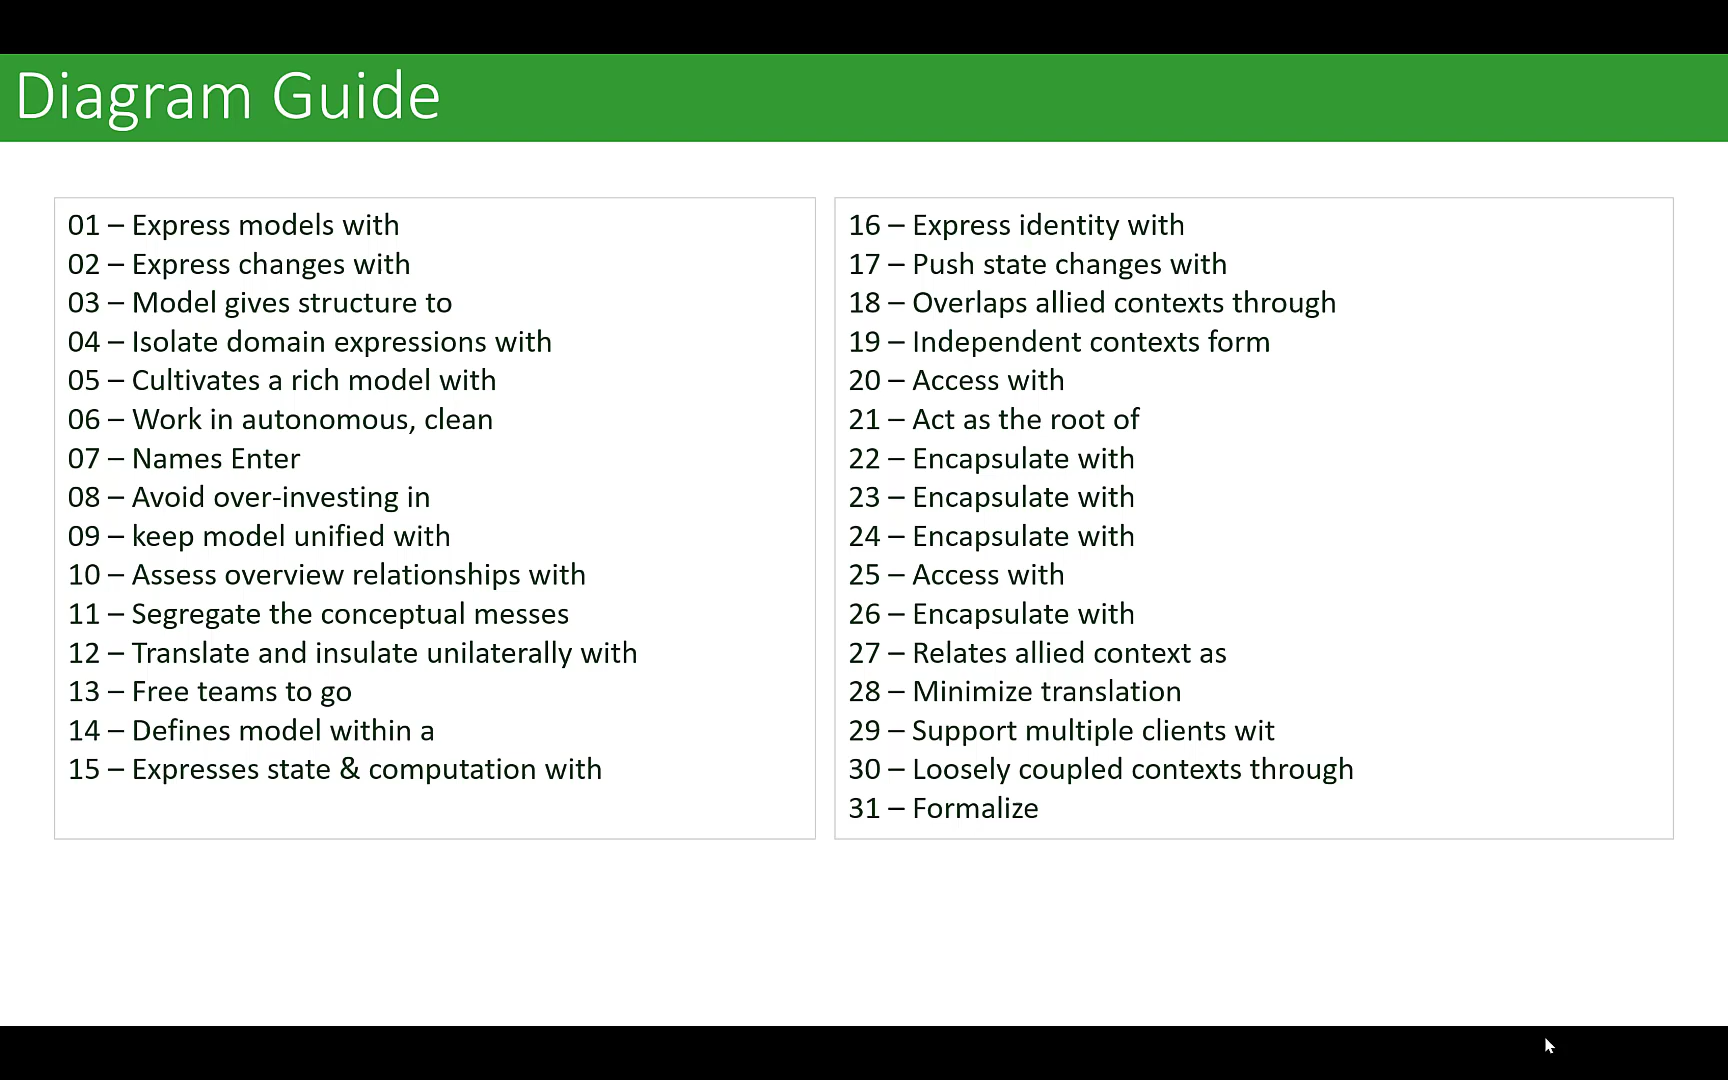 Diagram Guide
01 – Express models with
02 – Express changes with
03 – Model gives structure to
04 – Isolate domain expressions with
05 – Cultivates a rich model with
06 – Work in autonomous, clean
07 – Names Enter
08 – Avoid over-investing in
09 – keep model unified with
10 – Assess overview relationships with
11 – Segregate the conceptual messes
12 – Translate and insulate unilaterally with
13 – Free teams to go
14 – Defines model within a
15 – Expresses state & computation with
16 – Express identity with
17 – Push state changes with
18 – Overlaps allied contexts through
19 – Independent contexts form
20 – Access with
21 – Act as the root of
22 – Encapsulate with
23 – Encapsulate with
24 – Encapsulate with
25 – Access with
26 – Encapsulate with
27 – Relates allied context as
28 – Minimize translation
29 – Support multiple clients wit
30 – Loosely coupled contexts through
31 – Formalize